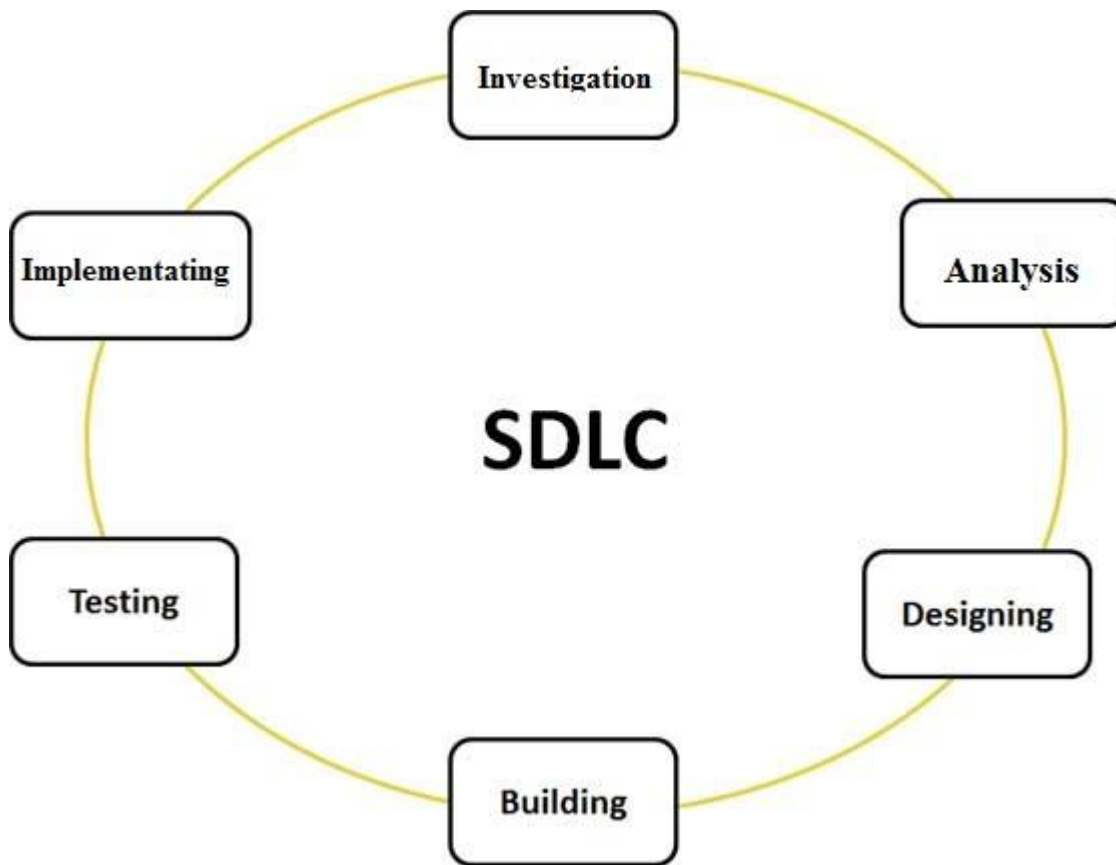 Investigation
Analysis
Designing
Building
Testing
Implementating
SDLC